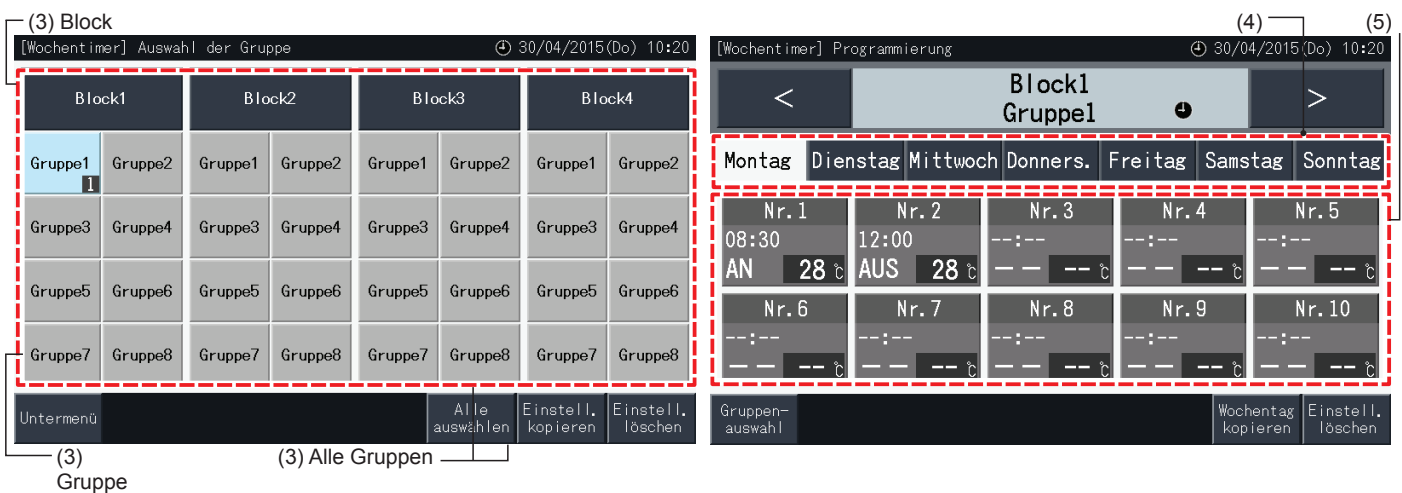 (3) Block
[Wochentimer] Auswahl der Gruppe 30/04/2015(Do) 10:20
Block1 Block2 Block3 Block4
Gruppe1 Gruppe2 Gruppe1 Gruppe2 Gruppe1 Gruppe2 Gruppe1 Gruppe2
1
Gruppe3 Gruppe4 Gruppe3 Gruppe4 Gruppe3 Gruppe4 Gruppe3 Gruppe4
Gruppe5 Gruppe6 Gruppe5 Gruppe6 Gruppe5 Gruppe6 Gruppe5 Gruppe6
Gruppe7 Gruppe8 Gruppe7 Gruppe8 Gruppe7 Gruppe8 Gruppe7 Gruppe8
Untermenü
Alle
auswählen
Einstell.
kopieren
Einstell.
löschen
(3)
Gruppe
(3) Alle Gruppen
(4) (5)
[Wochentimer] Programmierung 30/04/2015(Do) 10:20
< Block1 >
Gruppe1
Montag Dienstag Mittwoch Donners. Freitag Samstag Sonntag
Nr.1 Nr.2 Nr.3 Nr.4 Nr.5
08:30 12:00 --:-- --:-- --:--
AN 28℃ AUS 28℃ — — --℃ — — --℃ — — --℃
Nr.6 Nr.7 Nr.8 Nr.9 Nr.10
--:-- --:-- --:-- --:-- --:--
— — --℃ — — --℃ — — --℃ — — --℃ — — --℃
Gruppen-
auswahl
Wochentag
kopieren
Einstell.
löschen